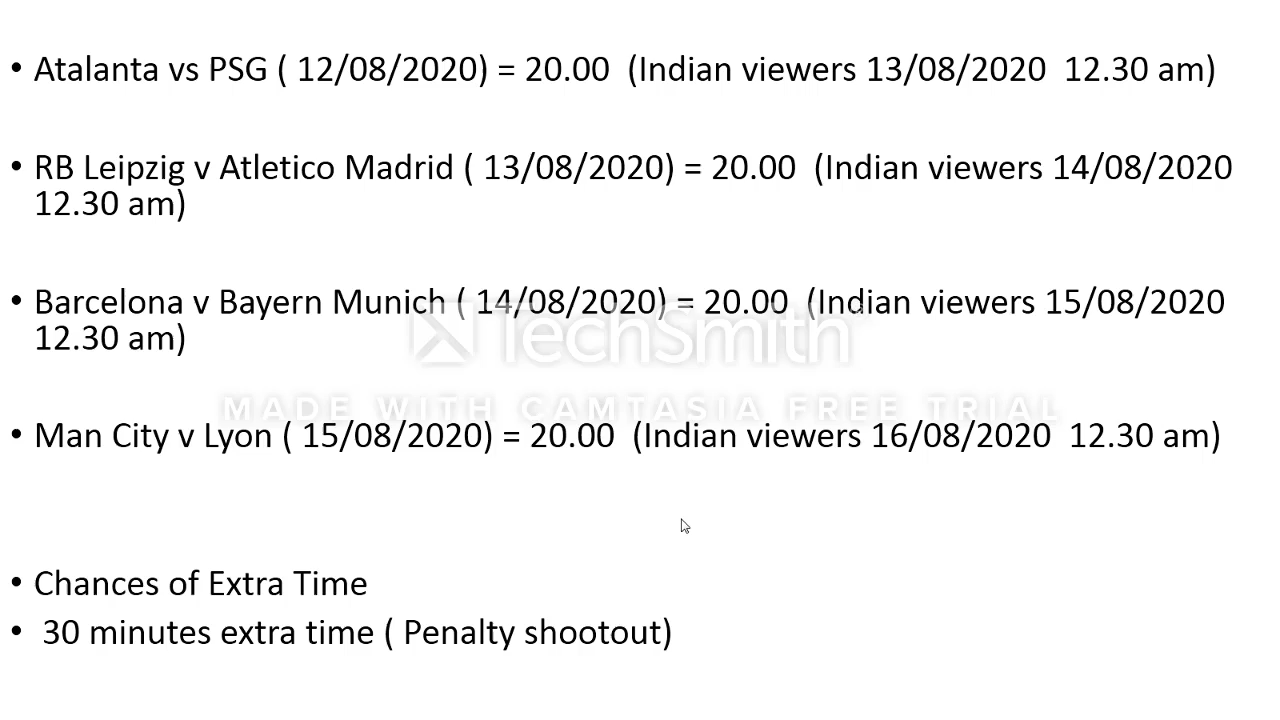 • Atalanta vs PSG ( 12/08/2020) = 20.00  (Indian viewers 13/08/2020  12.30 am)
• RB Leipzig v Atletico Madrid ( 13/08/2020) = 20.00  (Indian viewers 14/08/2020
12.30 am)
• Barcelona v Bayern Munich ( 14/08/2020) = 20.00  (Indian viewers 15/08/2020
12.30 am)
TechSmith
MADE WITH CAMTASIA FREE TRIAL
• Man City v Lyon ( 15/08/2020) = 20.00  (Indian viewers 16/08/2020  12.30 am)
• Chances of Extra Time
•  30 minutes extra time ( Penalty shootout)